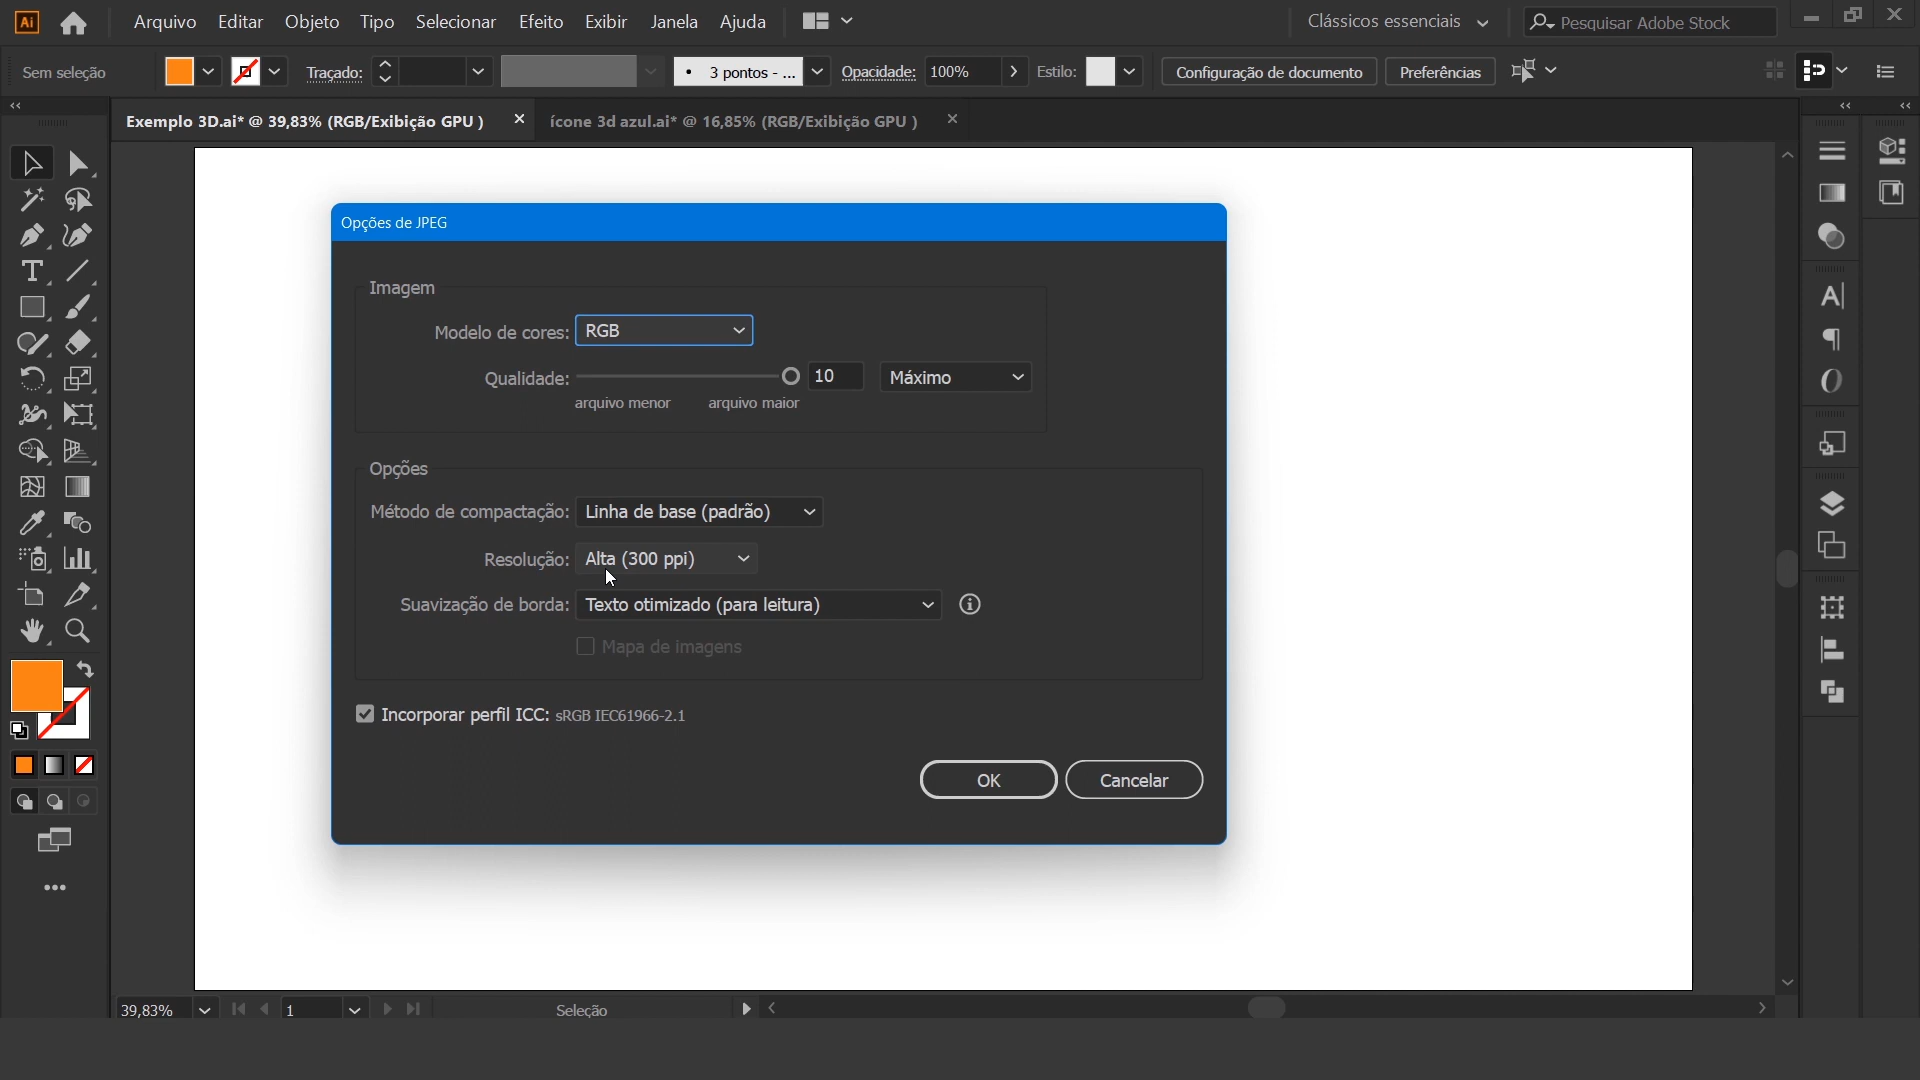 Ai Arquivo Editar Objeto Tipo Selecionar Efeito Exibir Janela Ajuda Clássicos essenciais Pesquisar Adobe Stock
Sem seleção Traçado: 3 pontos - ... Opacidade: 100% Estilo: Configuração de documento Preferências
Exemplo 3D.ai* @ 39,83% (RGB/Exibição GPU ) ícone 3d azul.ai* @ 16,85% (RGB/Exibição GPU )
Opções de JPEG
Imagem
Modelo de cores: RGB
Qualidade: 10 Máximo
arquivo menor arquivo maior
Opções
Método de compactação: Linha de base (padrão)
Resolução: Alta (300 ppi)
Suavização de borda: Texto otimizado (para leitura)
Mapa de imagens
Incorporar perfil ICC: sRGB IEC61966-2.1
OK Cancelar
39,83% 1 Seleção